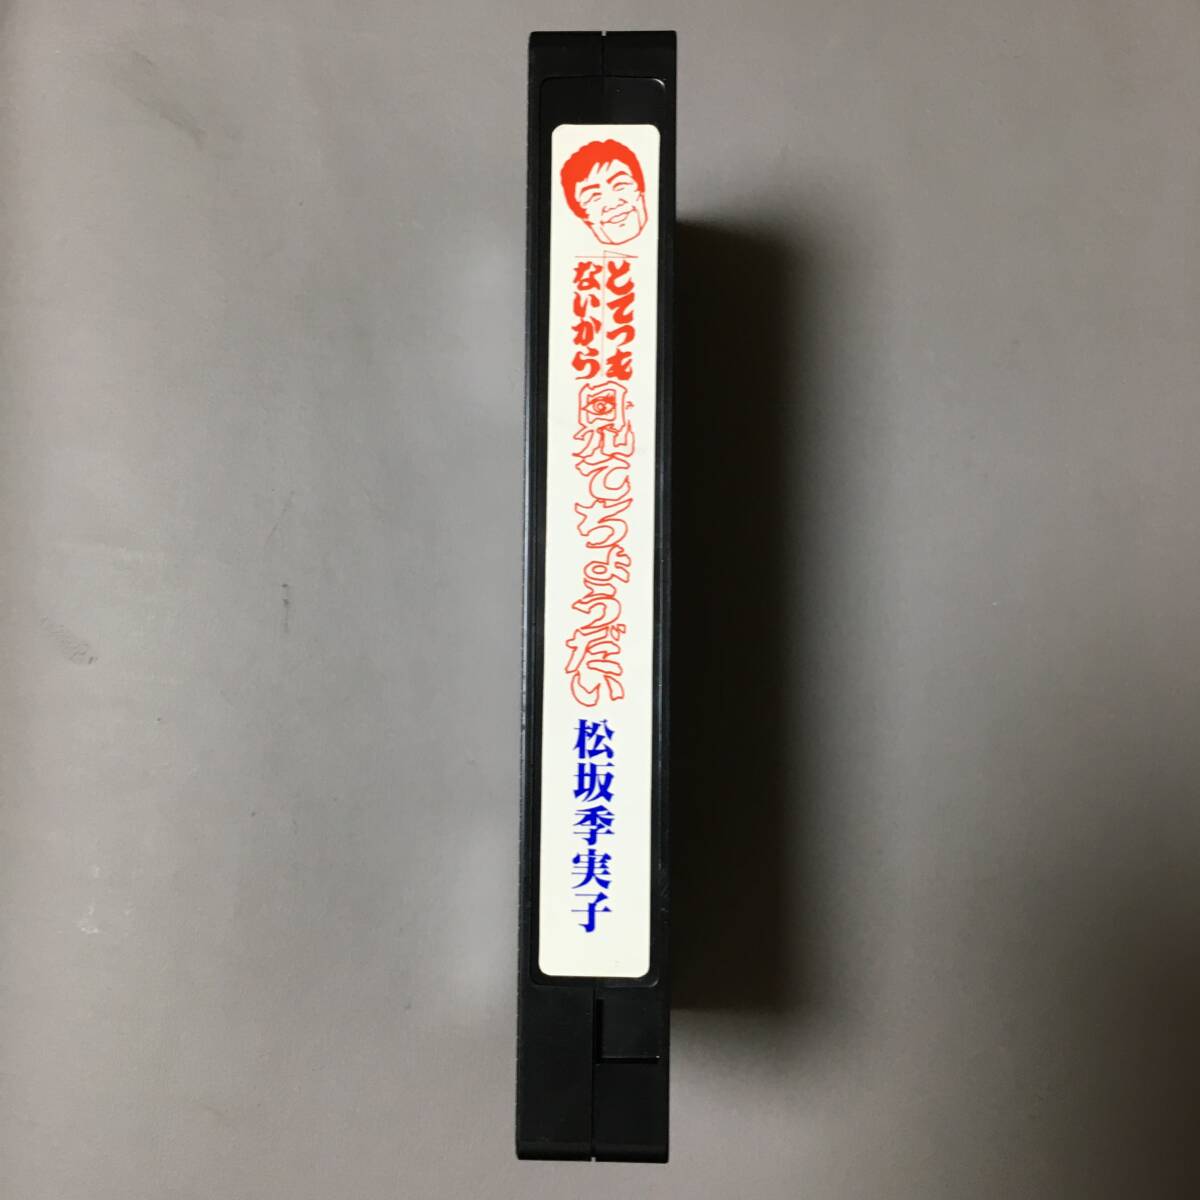 とてつも
ないから
見てちょうだい
松坂季実子